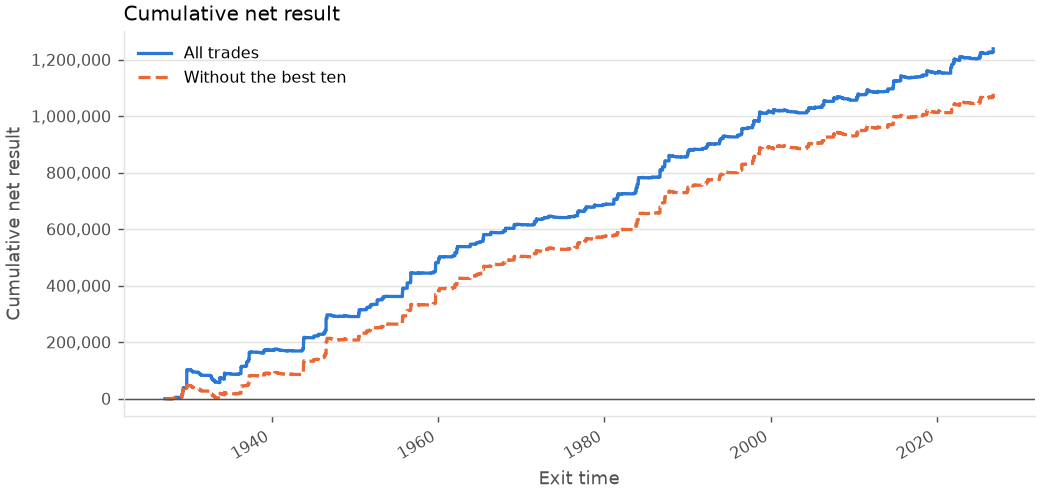 Cumulative net result
All trades
Without the best ten
Cumulative net result
1,200,000
1,000,000
800,000
600,000
400,000
200,000
0
1940
1960
1980
2000
2020
Exit time